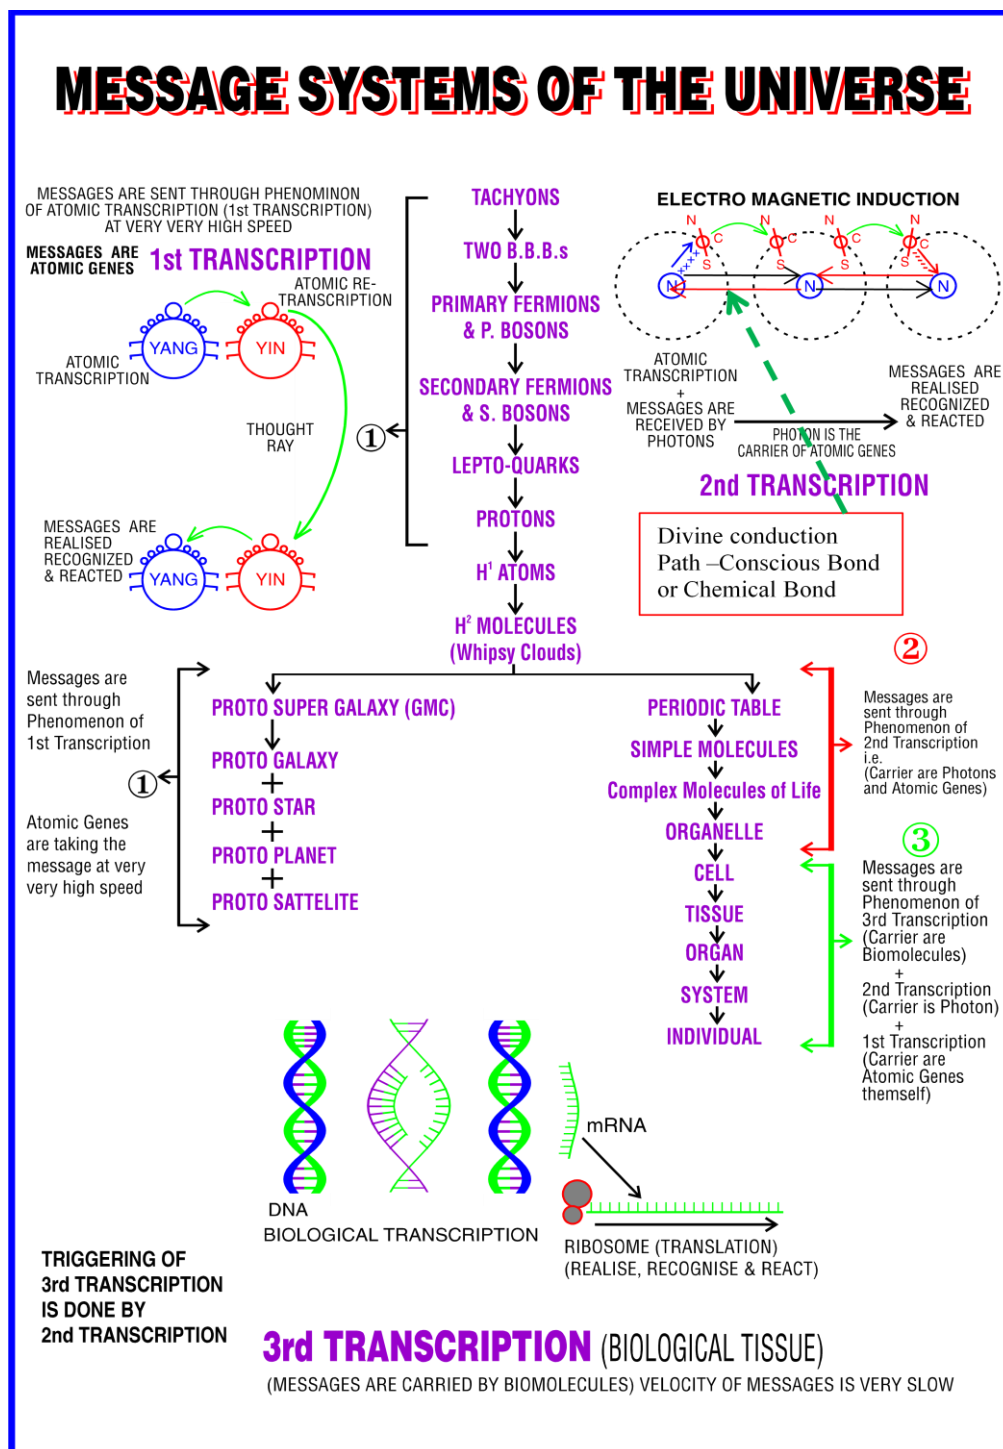 MESSAGE SYSTEMS OF THE UNIVERSE
MESSAGES ARE SENT THROUGH PHENOMINON
OF ATOMIC TRANSCRIPTION (1st TRANSCRIPTION)
AT VERY VERY HIGH SPEED
MESSAGES ARE
ATOMIC GENES
1st TRANSCRIPTION
ATOMIC RE-
TRANSCRIPTION
YANG
YIN
ATOMIC
TRANSCRIPTION
THOUGHT
RAY
MESSAGES ARE
REALISED
RECOGNIZED
& REACTED
YANG
YIN
1
TACHYONS
TWO B.B.B.s
PRIMARY FERMIONS
& P. BOSONS
SECONDARY FERMIONS
& S. BOSONS
LEPTO-QUARKS
PROTONS
H1 ATOMS
H2 MOLECULES
(Whipsy Clouds)
ELECTRO MAGNETIC INDUCTION
N
C
S
N
C
S
N
C
S
N
C
S
N
N
N
ATOMIC
TRANSCRIPTION
+
MESSAGES ARE
RECEIVED BY
PHOTONS
PHOTON IS THE
CARRIER OF ATOMIC GENES
MESSAGES ARE
REALISED
RECOGNIZED
& REACTED
2nd TRANSCRIPTION
Divine conduction
Path –Conscious Bond
or Chemical Bond
Messages are
sent through
Phenomenon of
1st Transcription
1
Atomic Genes
are taking the
message at very
very high speed
PROTO SUPER GALAXY (GMC)
PROTO GALAXY
+
PROTO STAR
+
PROTO PLANET
+
PROTO SATTELITE
PERIODIC TABLE
SIMPLE MOLECULES
Complex Molecules of Life
ORGANELLE
CELL
TISSUE
ORGAN
SYSTEM
INDIVIDUAL
2
Messages are
sent through
Phenomenon of
2nd Transcription
i.e.
(Carrier are Photons
and Atomic Genes)
3
Messages are
sent through
Phenomenon of
3rd Transcription
(Carrier are
Biomolecules)
+
2nd Transcription
(Carrier is Photon)
+
1st Transcription
(Carrier are
Atomic Genes
themself)
DNA
BIOLOGICAL TRANSCRIPTION
mRNA
RIBOSOME (TRANSLATION)
(REALISE, RECOGNISE & REACT)
TRIGGERING OF
3rd TRANSCRIPTION
IS DONE BY
2nd TRANSCRIPTION
3rd TRANSCRIPTION (BIOLOGICAL TISSUE)
(MESSAGES ARE CARRIED BY BIOMOLECULES) VELOCITY OF MESSAGES IS VERY SLOW